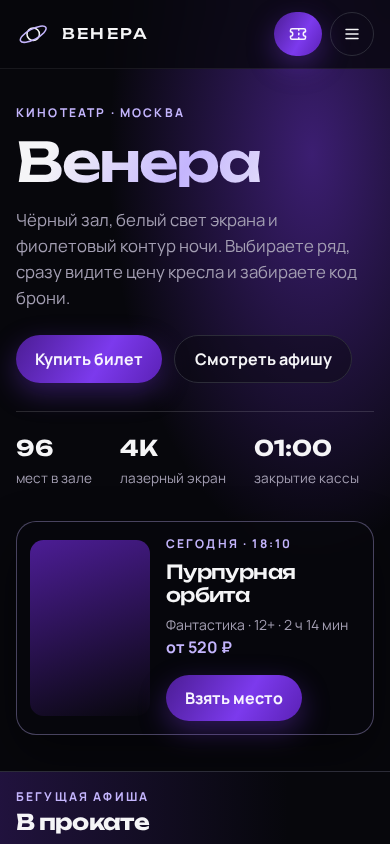 ВЕНЕРА
КИНОТЕАТР · МОСКВА
Венера
Чёрный зал, белый свет экрана и
фиолетовый контур ночи. Выбираете ряд,
сразу видите цену кресла и забираете код
брони.
Купить билет
Смотреть афишу
96
мест в зале
4K
лазерный экран
01:00
закрытие кассы
СЕГОДНЯ · 18:10
Пурпурная
орбита
Фантастика · 12+ · 2 ч 14 мин
от 520 ₽
Взять место
БЕГУЩАЯ АФИША
В прокате